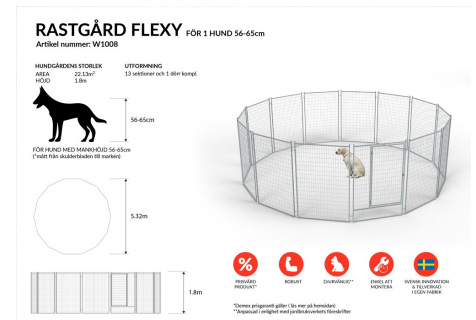 RASTGÅRD FLEXY FÖR 1 HUND 56-65cm
Artikel nummer: W1008
HUNDGÅRDENS STORLEK
AREA 22.13m²
HÖJD 1.8m
UTFORMNING
13 sektioner och 1 dörr kompl.
56-65cm
FÖR HUND MED MANKHÖJD 56-65cm
(*mått från skulderbladen till marken)
5.32m
1.8m
PRISVÄRD
PRODUKT*
ROBUST
DJURVÄNLIG**
ENKEL ATT
MONTERA
SVENSK INNOVATION
& TILLVERKAD
I EGEN FABRIK
*Demex prisgaranti gäller ( läs mer på hemsidan)
**Anpassad i enlighet med jordbruksverkets föreskrifter